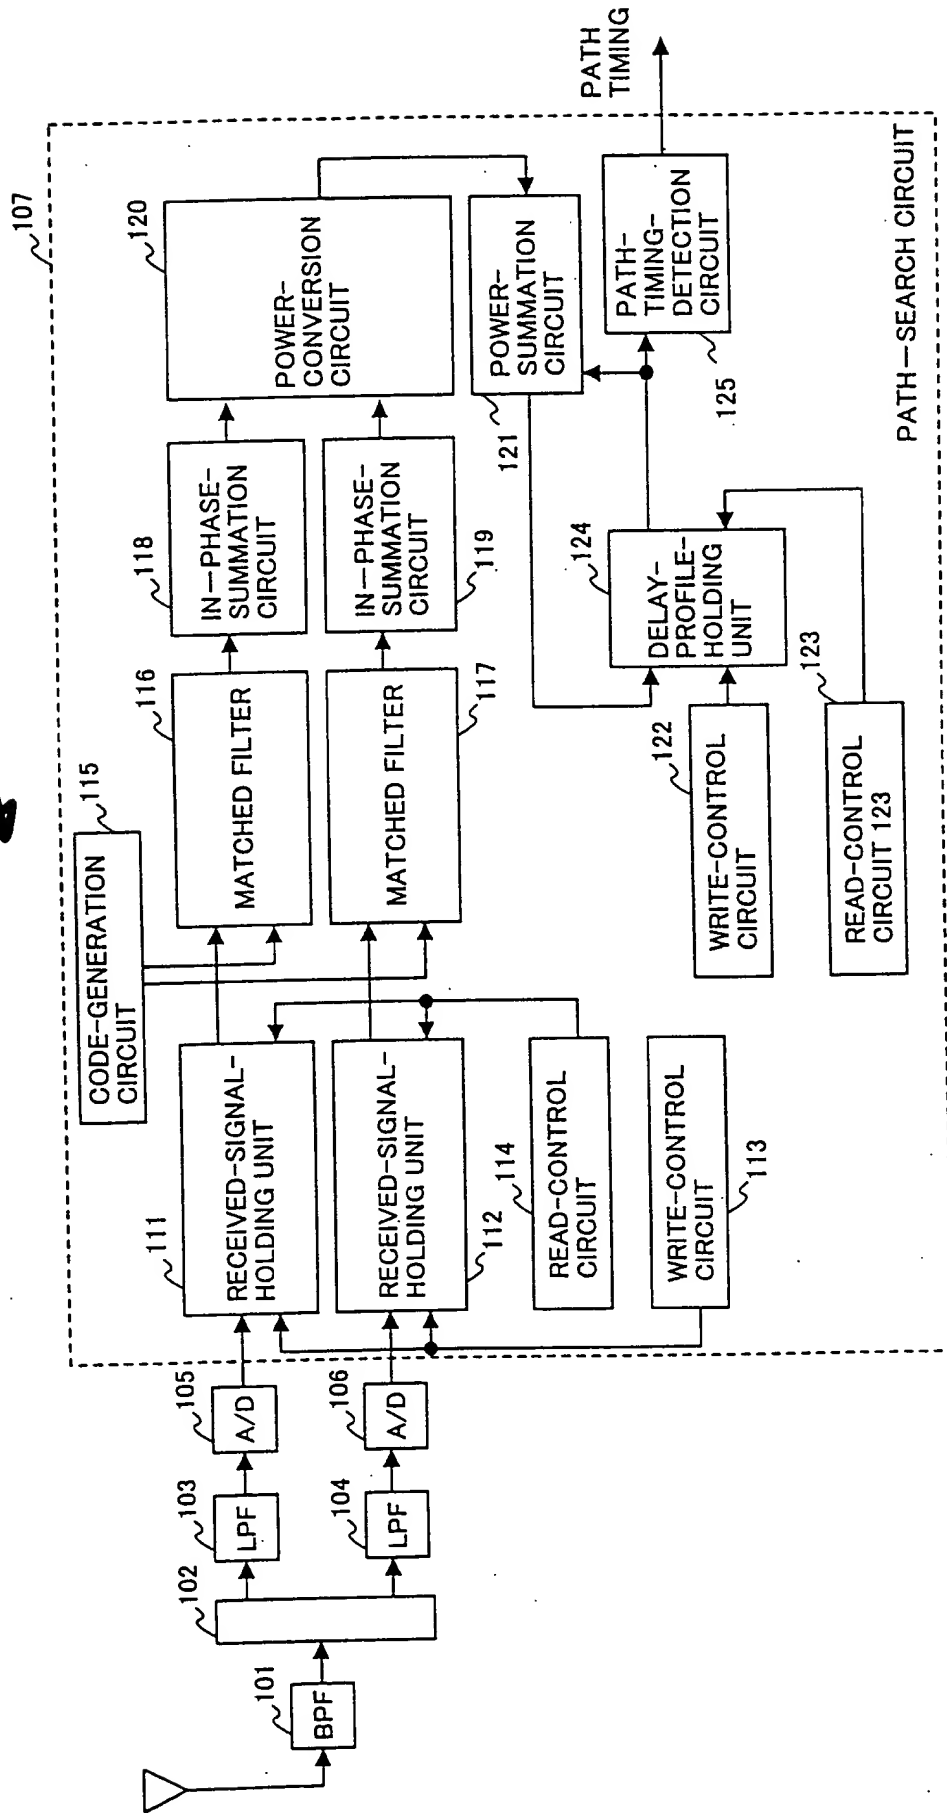 107
PATH-SEARCH CIRCUIT
101
BPF
102
103
LPF
104
LPF
105
A/D
106
A/D
111
RECEIVED-SIGNAL-
HOLDING UNIT
RECEIVED-SIGNAL-
HOLDING UNIT
112
114
READ-CONTROL
CIRCUIT
WRITE-CONTROL
CIRCUIT
113
CODE-GENERATION
CIRCUIT
115
116
MATCHED FILTER
MATCHED FILTER
117
118
IN-PHASE-
SUMMATION
CIRCUIT
IN-PHASE-
SUMMATION
CIRCUIT
119
120
POWER-
CONVERSION
CIRCUIT
POWER-
SUMMATION
CIRCUIT
121
122
WRITE-CONTROL
CIRCUIT
123
READ-CONTROL
CIRCUIT 123
124
DELAY-
PROFILE-
HOLDING
UNIT
PATH-
TIMING-
DETECTION
CIRCUIT
125
PATH
TIMING